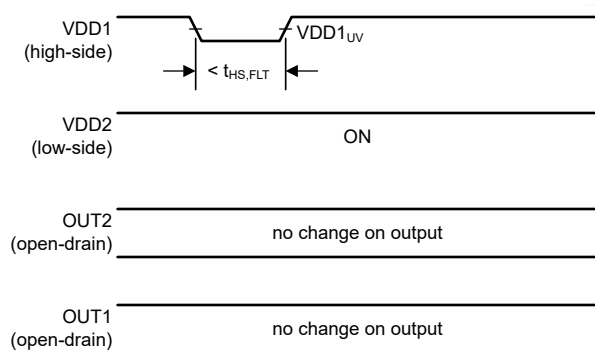 VDD1
(high-side)
VDD1UV
< tHS,FLT
VDD2
(low-side)
ON
OUT2
(open-drain)
no change on output
OUT1
(open-drain)
no change on output